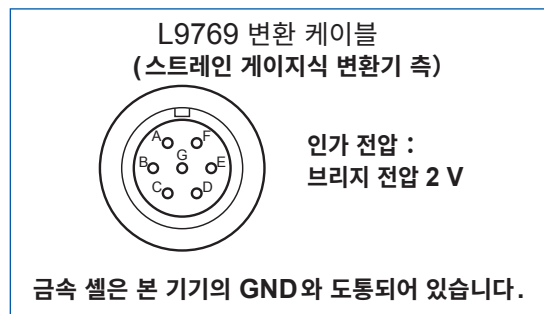 L9769 변환 케이블
(스트레인 게이지식 변환기 측)
A F
B G E
C D
인가 전압 :
브리지 전압 2 V
금속 셸은 본 기기의 GND와 도통되어 있습니다.